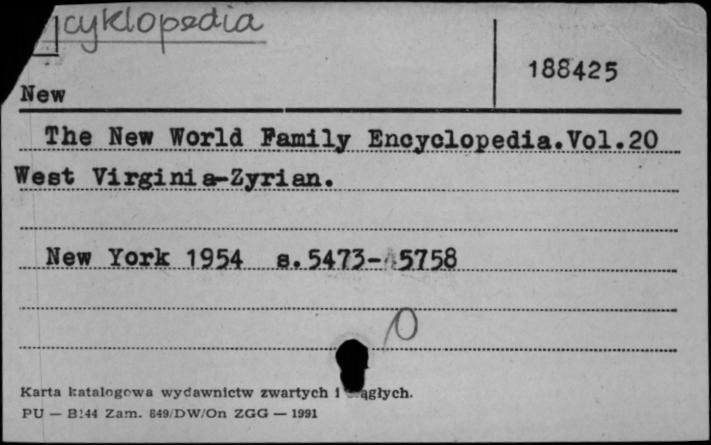 cyklopedia
188425
New
The New World Family Encyclopedia.Vol.20
West Virginia-Zyrian.
New York 1954 s.5473-5758
Karta katalogowa wydawnictw zwartych i
PU — B144 Zam. 849/DW/On ZGG — 1991